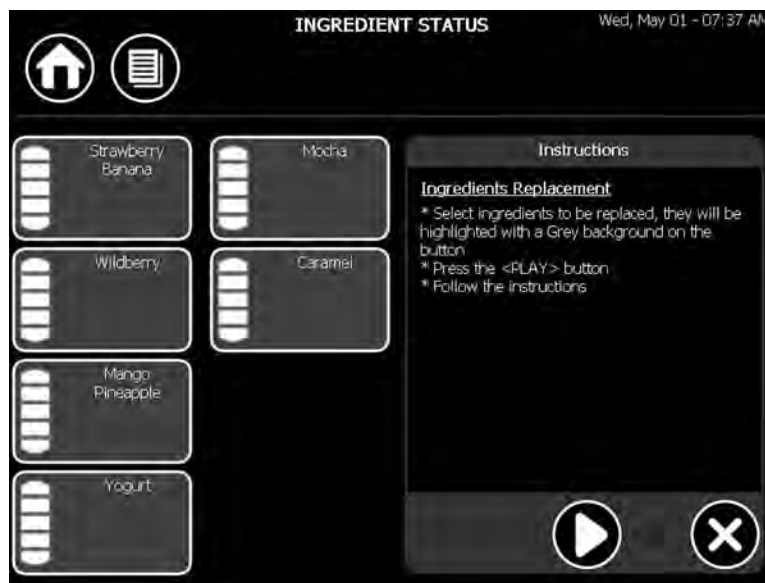 INGREDIENT STATUS
Wed, May 01 - 07:37 AM
Strawberry
Banana
Mocha
Wildberry
Caramel
Mango
Pineapple
Yogurt
Instructions
Ingredients Replacement
* Select ingredients to be replaced, they will be
highlighted with a Grey background on the
button
* Press the <PLAY> button
* Follow the instructions